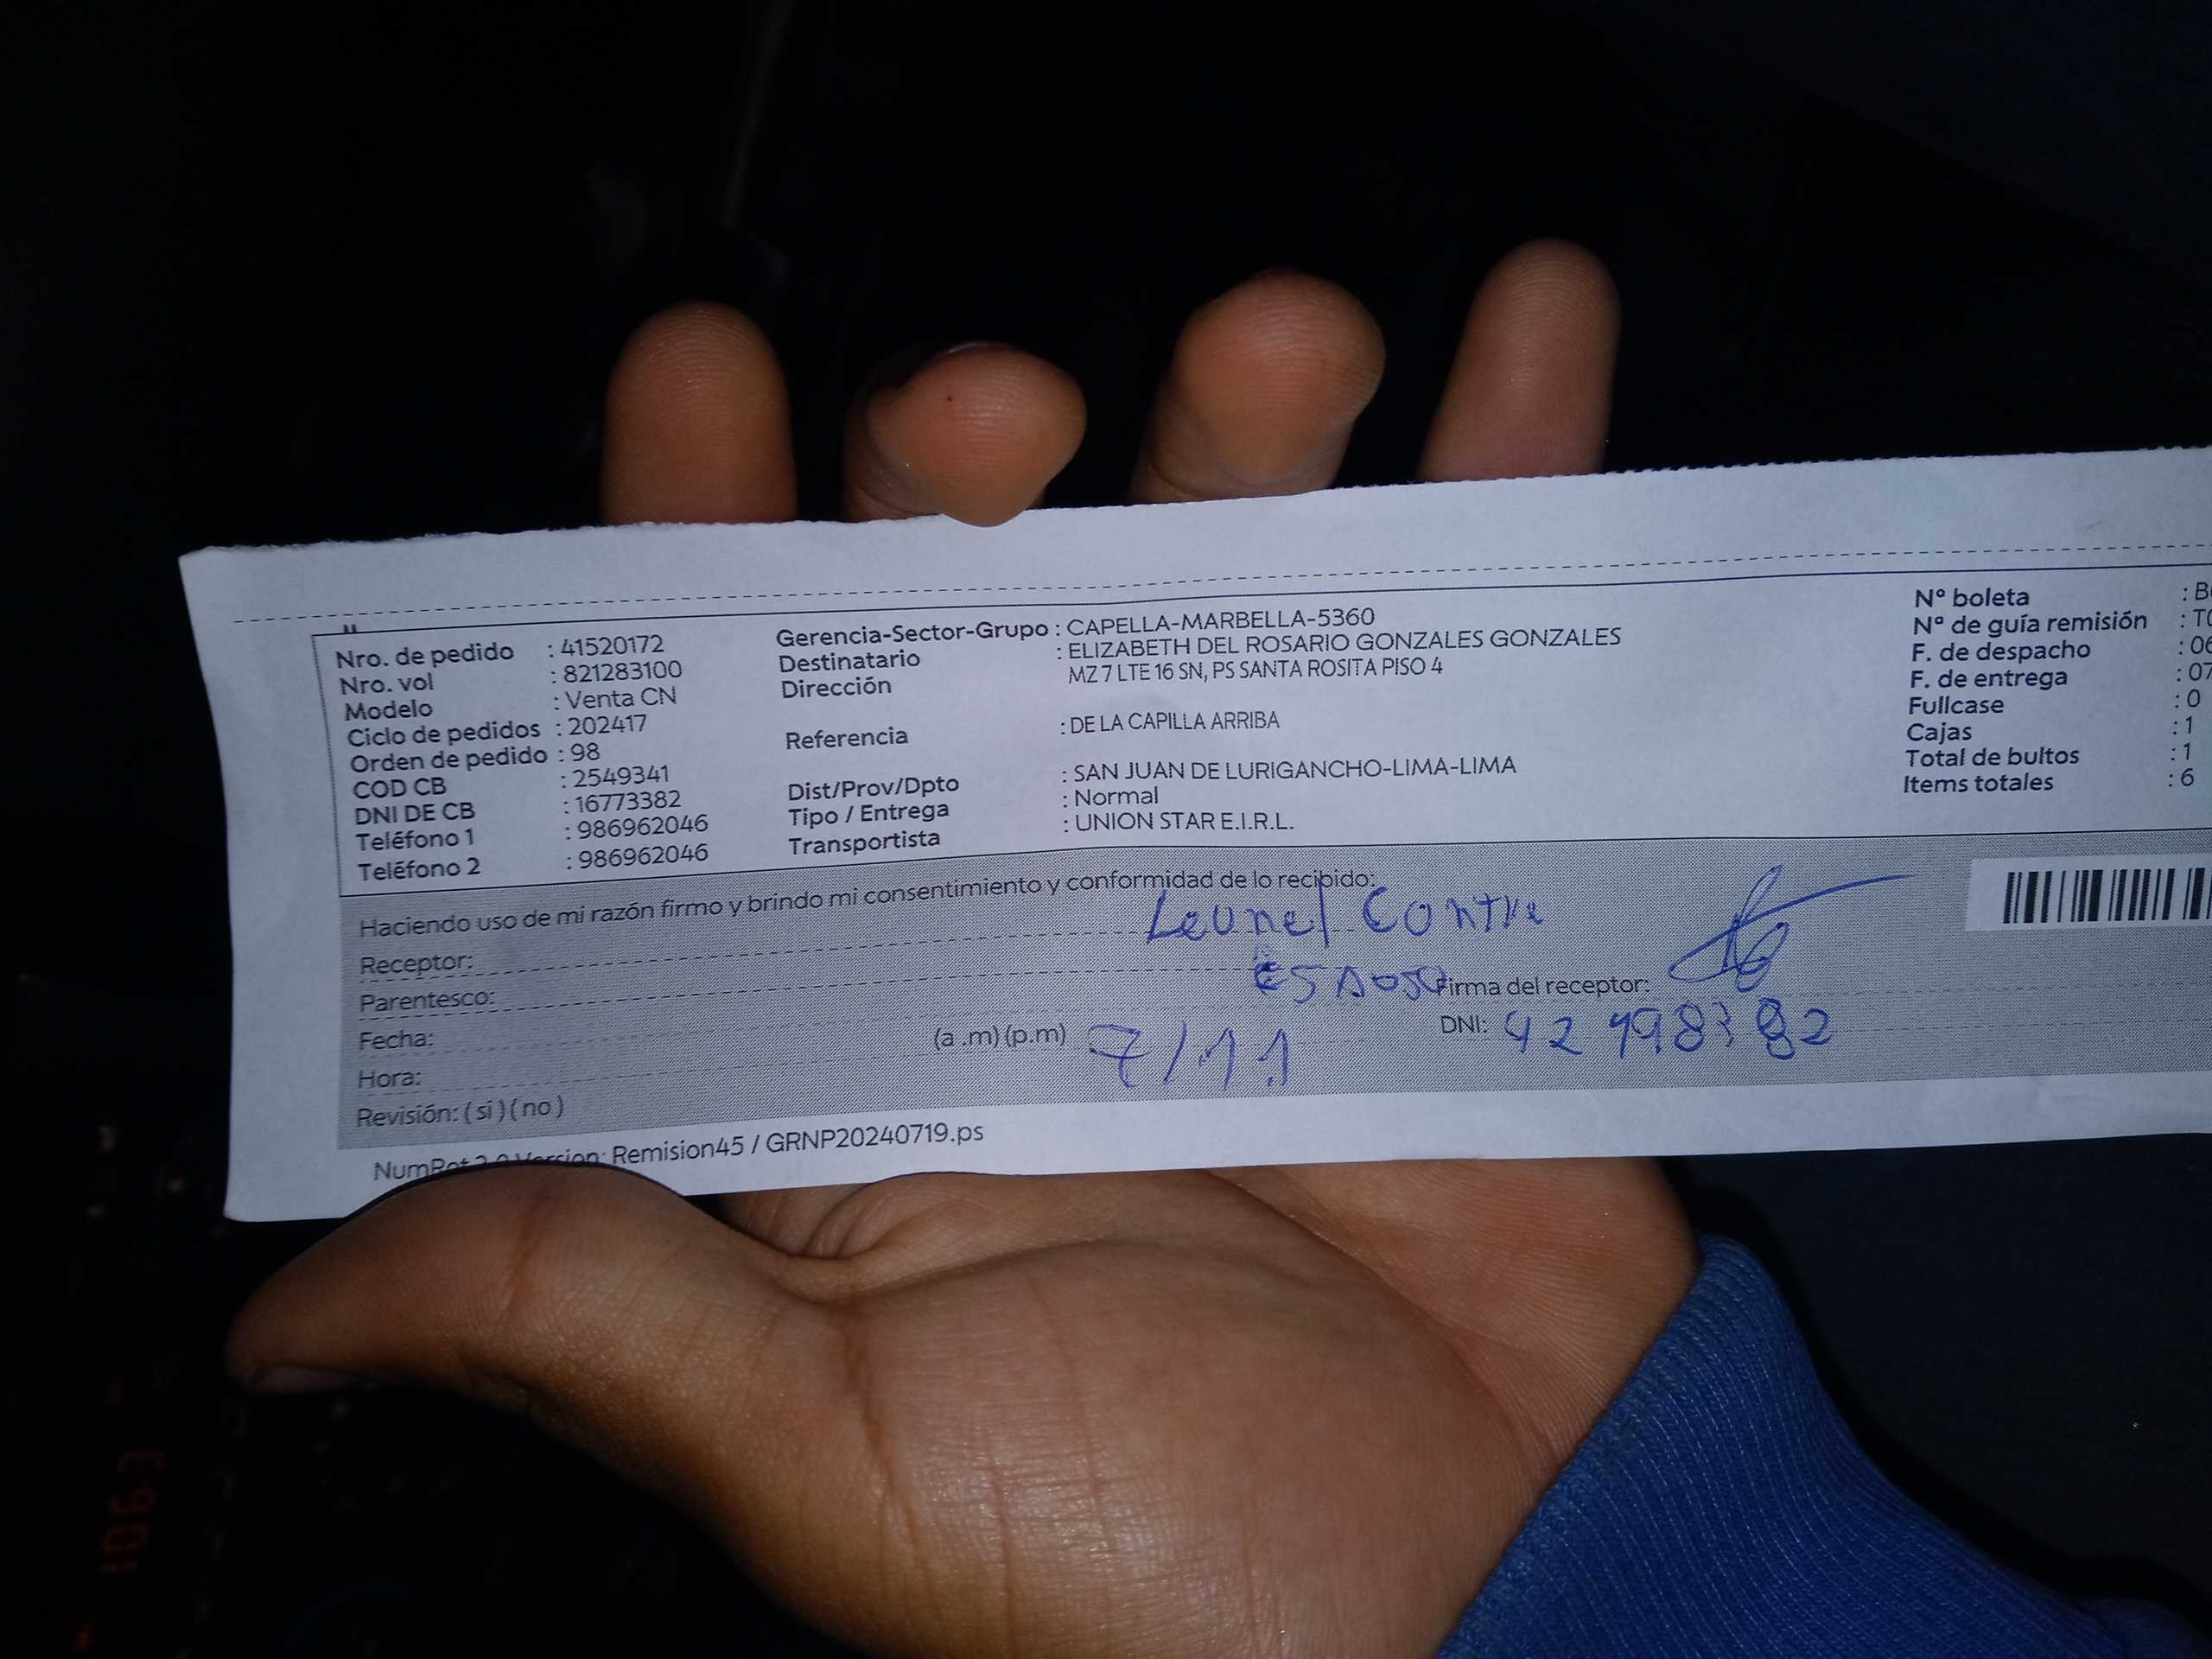 Nro. de pedido : 41520172
Nro. vol : 821283100
Modelo : Venta CN
Ciclo de pedidos : 202417
Orden de pedido : 98
COD CB : 2549341
DNI DE CB : 16773382
Teléfono 1 : 986962046
Teléfono 2 : 986962046
Gerencia-Sector-Grupo : CAPELLA-MARBELLA-5360
Destinatario : ELIZABETH DEL ROSARIO GONZALES GONZALES
Dirección MZ 7 LTE 16 SN, PS SANTA ROSITA PISO 4
Referencia : DE LA CAPILLA ARRIBA
Dist/Prov/Dpto : SAN JUAN DE LURIGANCHO-LIMA-LIMA
Tipo / Entrega : Normal
Transportista : UNION STAR E.I.R.L.
Nº boleta : B
Nº de guía remisión : T0
F. de despacho : 06
F. de entrega : 07
Fullcase : 0
Cajas : 1
Total de bultos : 1
Items totales : 6
Haciendo uso de mi razón firmo y brindo mi consentimiento y conformidad de lo recibido:
Receptor:
Parentesco: Firma del receptor:
Fecha: (a .m) (p.m) 7/11 DNI:
Hora:
Revisión: ( sí ) ( no )
Remision45 / GRNP20240719.ps